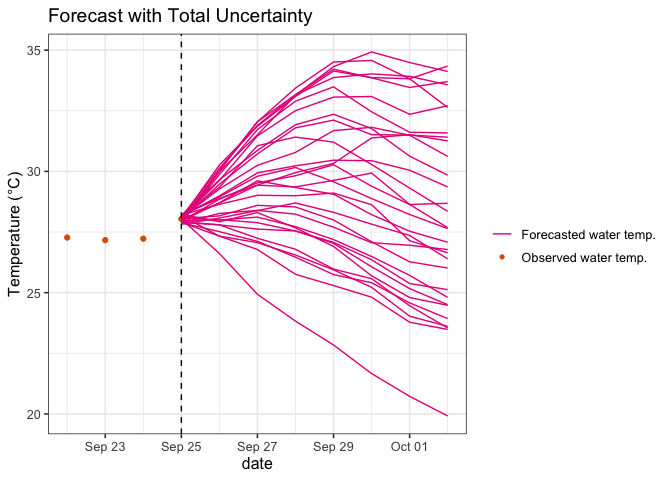 Forecast with Total Uncertainty
Temperature (°C)
35
30
25
20
Sep 23 Sep 25 Sep 27 Sep 29 Oct 01
date
Forecasted water temp.
Observed water temp.